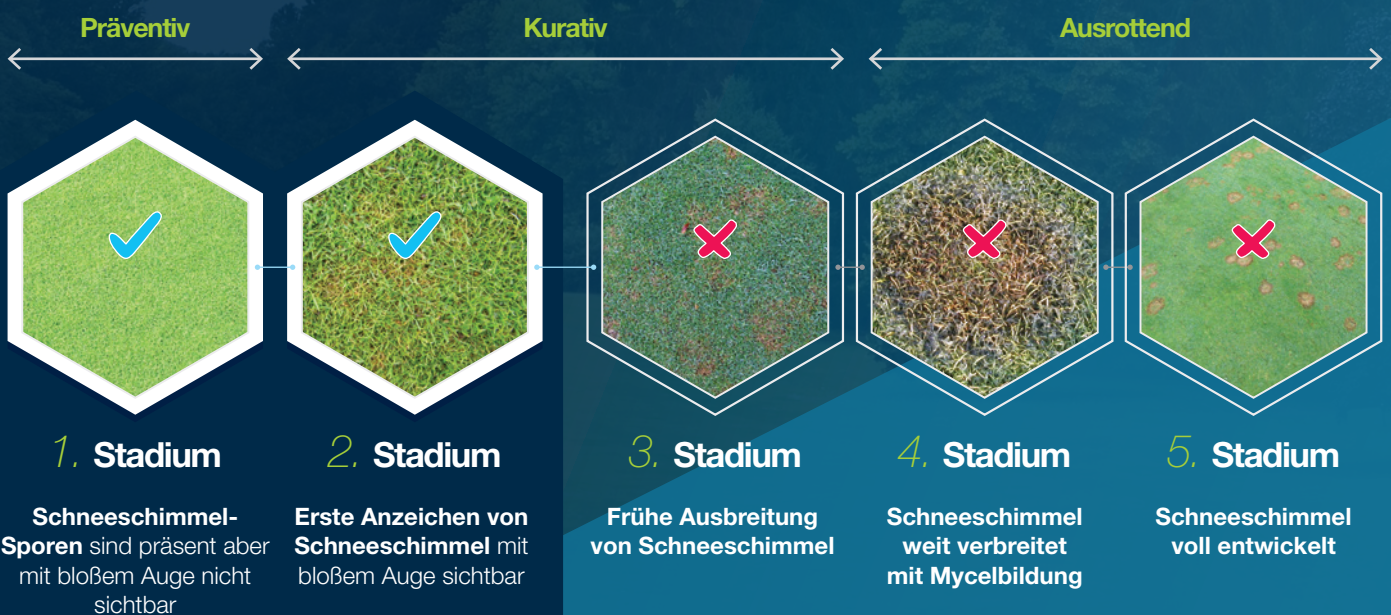 Präventiv
Kurativ
Ausrottend
1. Stadium
Schneeschimmel-
Sporen sind präsent aber
mit bloßem Auge nicht
sichtbar
2. Stadium
Erste Anzeichen von
Schneeschimmel mit
bloßem Auge sichtbar
3. Stadium
Frühe Ausbreitung
von Schneeschimmel
4. Stadium
Schneeschimmel
weit verbreitet
mit Mycelbildung
5. Stadium
Schneeschimmel
voll entwickelt